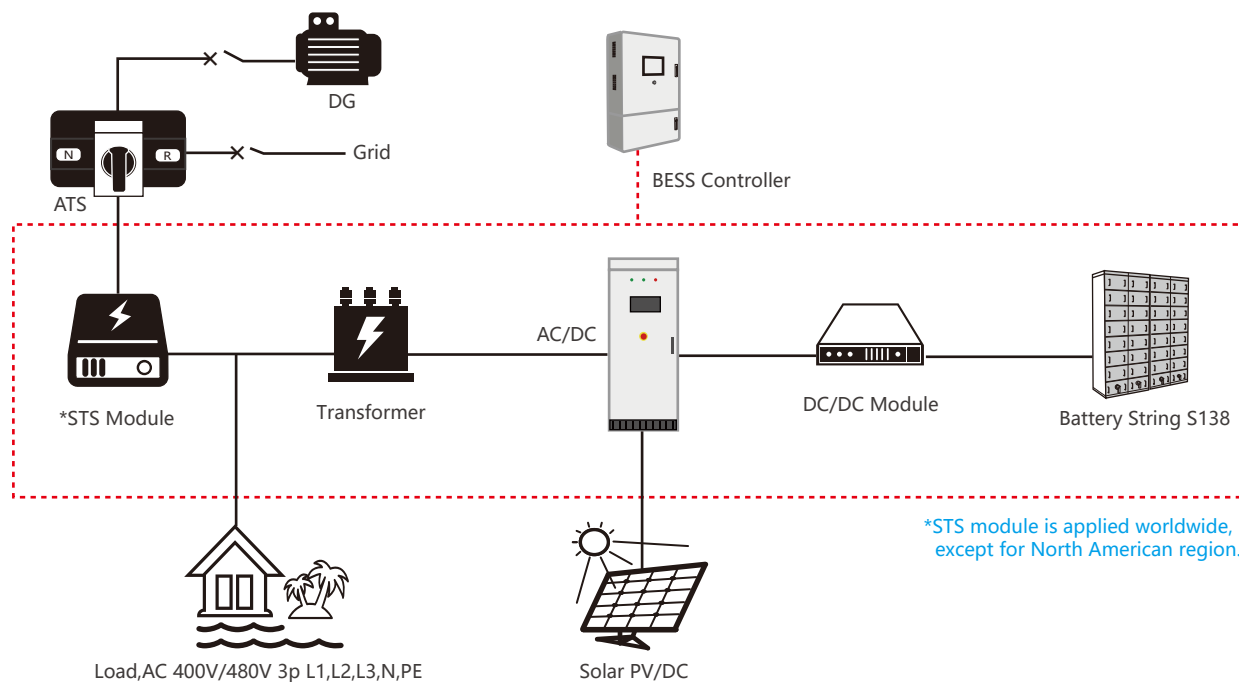 DG
N
R
Grid
ATS
BESS Controller
AC/DC
*STS Module
Transformer
DC/DC Module
Battery String S138
*STS module is applied worldwide,
except for North American region.
Load,AC 400V/480V 3p L1,L2,L3,N,PE
Solar PV/DC